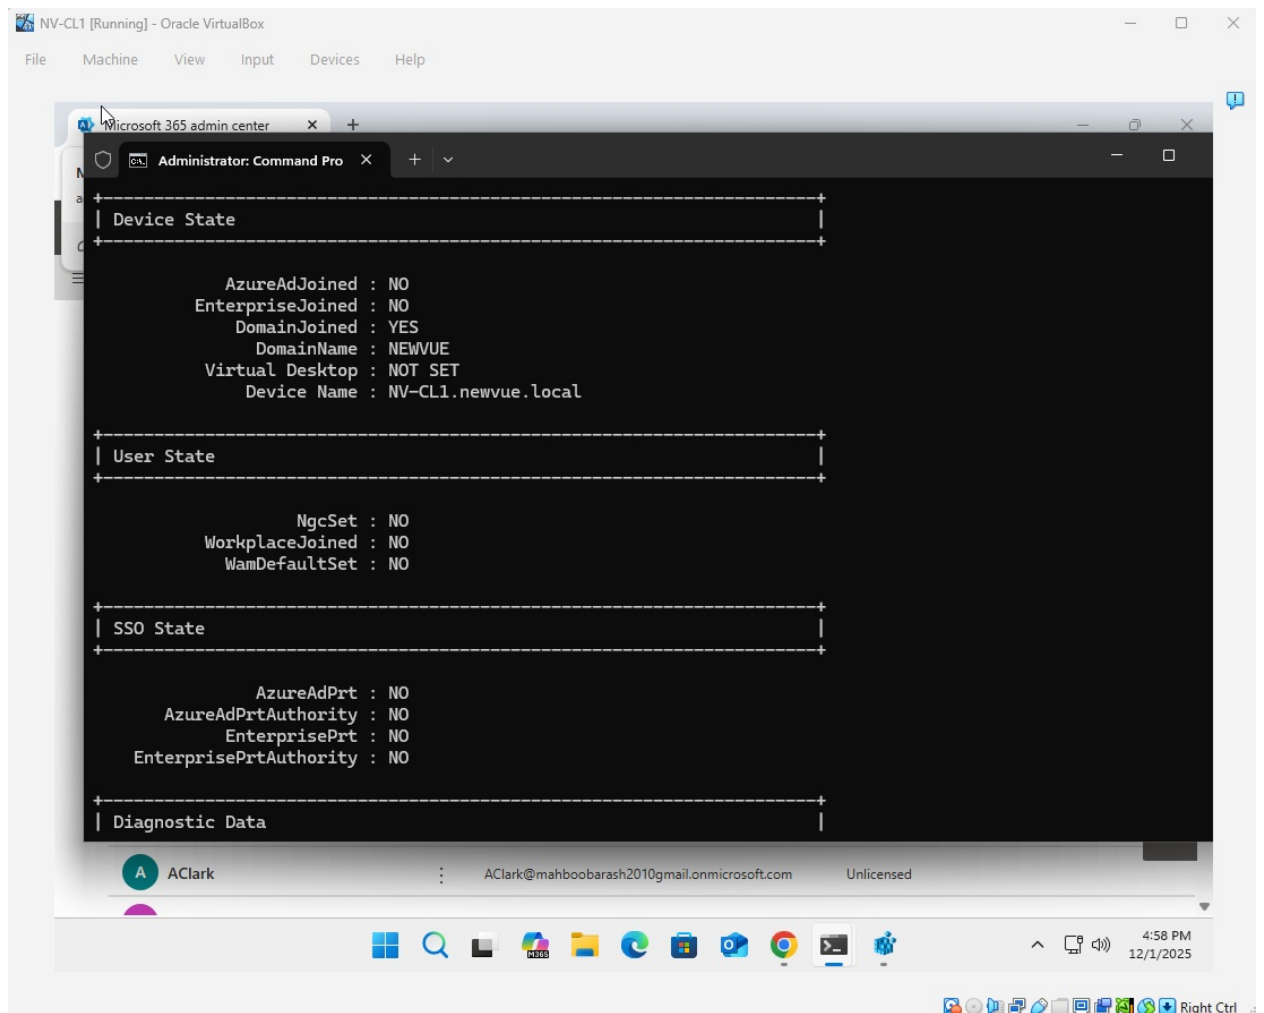 NV-CL1 [Running] - Oracle VirtualBox
File Machine View Input Devices Help
Microsoft 365 admin center
Administrator: Command Pro
Device State
AzureAdJoined : NO
EnterpriseJoined : NO
DomainJoined : YES
DomainName : NEWVUE
Virtual Desktop : NOT SET
Device Name : NV-CL1.newvue.local
User State
NgcSet : NO
WorkplaceJoined : NO
WamDefaultSet : NO
SSO State
AzureAdPrt : NO
AzureAdPrtAuthority : NO
EnterprisePrt : NO
EnterprisePrtAuthority : NO
Diagnostic Data
A AClark AClark@mahboobarash2010gmail.onmicrosoft.com Unlicensed
M365
4:58 PM
12/1/2025
Right Ctrl